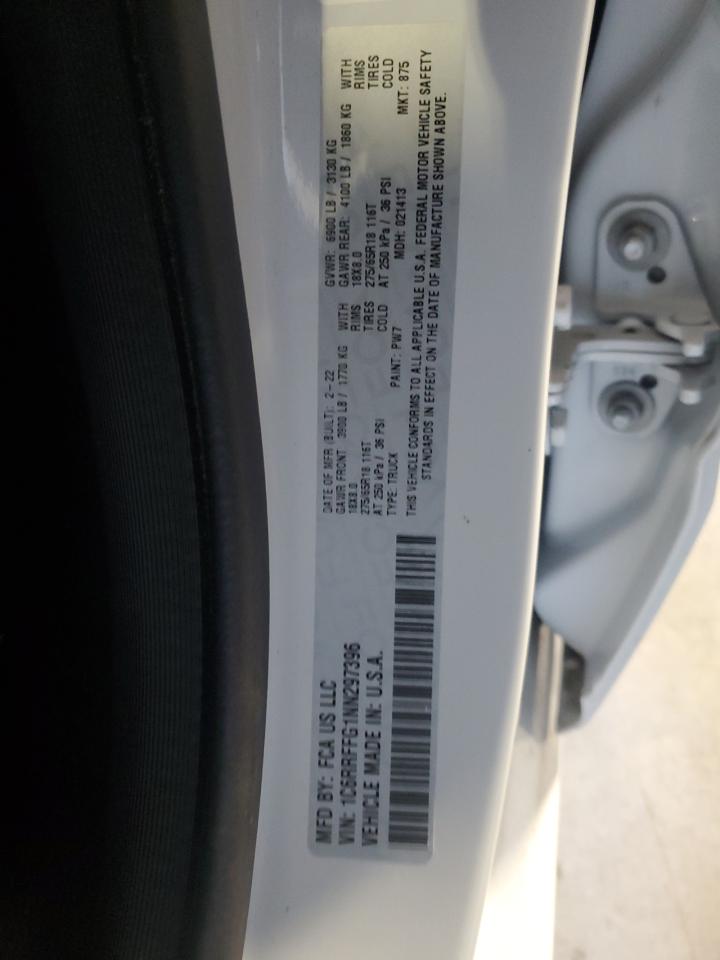 MFD BY: FCA US LLC
VIN: 1C6RRFFG1NN297396
VEHICLE MADE IN: U.S.A.
DATE OF MFR (BUILT): 2-22
GAWR FRONT 3900 LB / 1770 KG WITH
18X8.0 RIMS
275/65R18 116T TIRES
AT 250 kPa / 36 PSI COLD
TYPE: TRUCK
GVWR: 6900 LB / 3130 KG
GAWR REAR: 4100 LB / 1860 KG WITH
18X8.0 RIMS
275/65R18 116T TIRES
AT 250 kPa / 36 PSI COLD
PAINT: PW7 MDH: 021413 MKT: 875
THIS VEHICLE CONFORMS TO ALL APPLICABLE U.S.A. FEDERAL MOTOR VEHICLE SAFETY
STANDARDS IN EFFECT ON THE DATE OF MANUFACTURE SHOWN ABOVE.